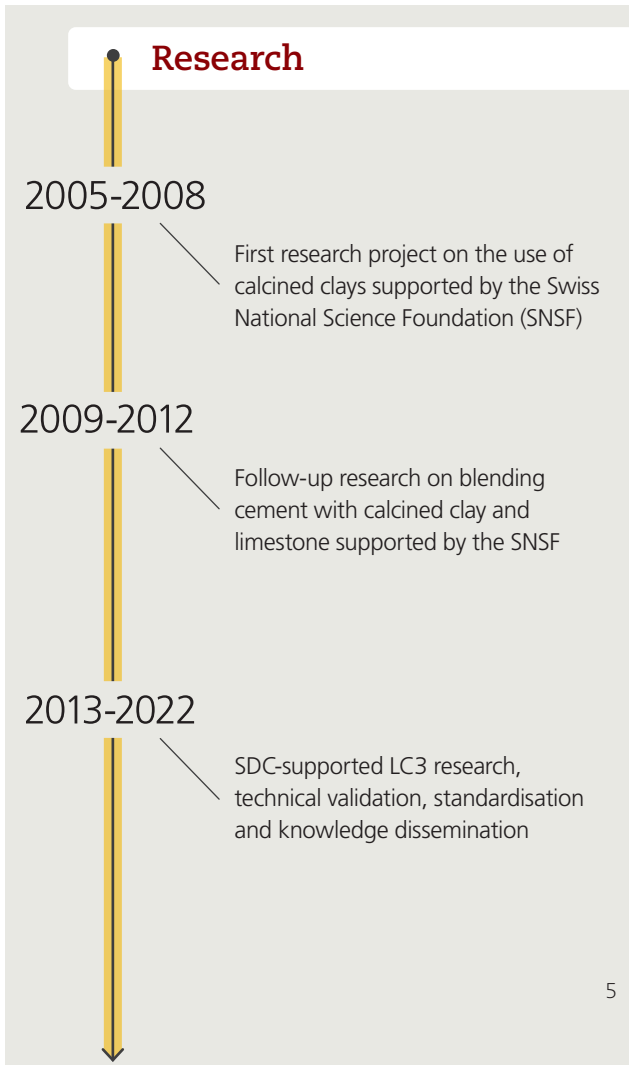 Research
2005-2008
First research project on the use of
calcined clays supported by the Swiss
National Science Foundation (SNSF)
2009-2012
Follow-up research on blending
cement with calcined clay and
limestone supported by the SNSF
2013-2022
SDC-supported LC3 research,
technical validation, standardisation
and knowledge dissemination
5